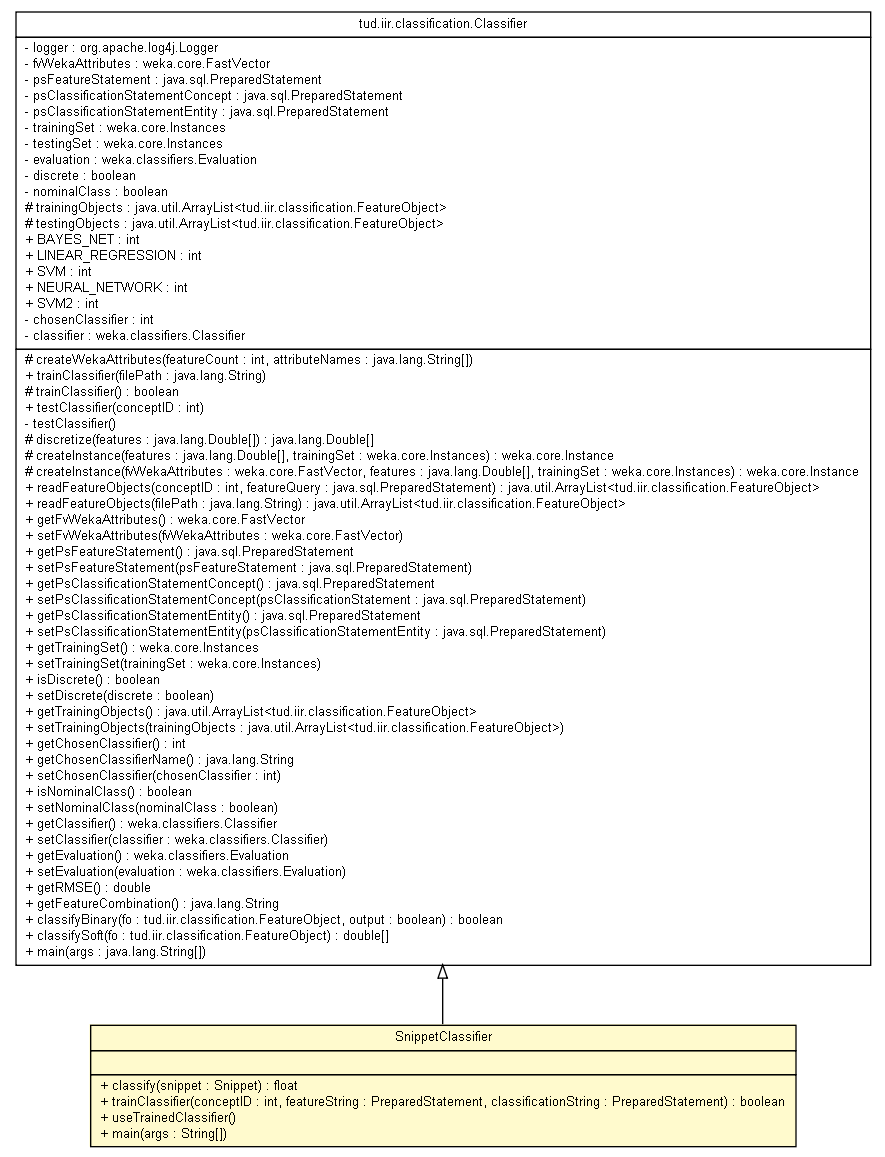 tud.iir.classification.Classifier
- logger : org.apache.log4j.Logger
- fvWekaAttributes : weka.core.FastVector
- psFeatureStatement : java.sql.PreparedStatement
- psClassificationStatementConcept : java.sql.PreparedStatement
- psClassificationStatementEntity : java.sql.PreparedStatement
- trainingSet : weka.core.Instances
- testingSet : weka.core.Instances
- evaluation : weka.classifiers.Evaluation
- discrete : boolean
- nominalClass : boolean
# trainingObjects : java.util.ArrayList<tud.iir.classification.FeatureObject>
# testingObjects : java.util.ArrayList<tud.iir.classification.FeatureObject>
+ BAYES_NET : int
+ LINEAR_REGRESSION : int
+ SVM : int
+ NEURAL_NETWORK : int
+ SVM2 : int
- chosenClassifier : int
- classifier : weka.classifiers.Classifier
# createWekaAttributes(featureCount : int, attributeNames : java.lang.String[])
+ trainClassifier(filePath : java.lang.String)
# trainClassifier() : boolean
+ testClassifier(conceptID : int)
- testClassifier()
# discretize(features : java.lang.Double[]) : java.lang.Double[]
# createInstance(features : java.lang.Double[], trainingSet : weka.core.Instances) : weka.core.Instance
# createInstance(fvWekaAttributes : weka.core.FastVector, features : java.lang.Double[], trainingSet : weka.core.Instances) : weka.core.Instance
+ readFeatureObjects(conceptID : int, featureQuery : java.sql.PreparedStatement) : java.util.ArrayList<tud.iir.classification.FeatureObject>
+ readFeatureObjects(filePath : java.lang.String) : java.util.ArrayList<tud.iir.classification.FeatureObject>
+ getFvWekaAttributes() : weka.core.FastVector
+ setFvWekaAttributes(fvWekaAttributes : weka.core.FastVector)
+ getPsFeatureStatement() : java.sql.PreparedStatement
+ setPsFeatureStatement(psFeatureStatement : java.sql.PreparedStatement)
+ getPsClassificationStatementConcept() : java.sql.PreparedStatement
+ setPsClassificationStatementConcept(psClassificationStatement : java.sql.PreparedStatement)
+ getPsClassificationStatementEntity() : java.sql.PreparedStatement
+ setPsClassificationStatementEntity(psClassificationStatementEntity : java.sql.PreparedStatement)
+ getTrainingSet() : weka.core.Instances
+ setTrainingSet(trainingSet : weka.core.Instances)
+ isDiscrete() : boolean
+ setDiscrete(discrete : boolean)
+ getTrainingObjects() : java.util.ArrayList<tud.iir.classification.FeatureObject>
+ setTrainingObjects(trainingObjects : java.util.ArrayList<tud.iir.classification.FeatureObject>)
+ getChosenClassifier() : int
+ getChosenClassifierName() : java.lang.String
+ setChosenClassifier(chosenClassifier : int)
+ isNominalClass() : boolean
+ setNominalClass(nominalClass : boolean)
+ getClassifier() : weka.classifiers.Classifier
+ setClassifier(classifier : weka.classifiers.Classifier)
+ getEvaluation() : weka.classifiers.Evaluation
+ setEvaluation(evaluation : weka.classifiers.Evaluation)
+ getRMSE() : double
+ getFeatureCombination() : java.lang.String
+ classifyBinary(fo : tud.iir.classification.FeatureObject, output : boolean) : boolean
+ classifySoft(fo : tud.iir.classification.FeatureObject) : double[]
+ main(args : java.lang.String[])
SnippetClassifier
+ classify(snippet : Snippet) : float
+ trainClassifier(conceptID : int, featureString : PreparedStatement, classificationString : PreparedStatement) : boolean
+ useTrainedClassifier()
+ main(args : String[])